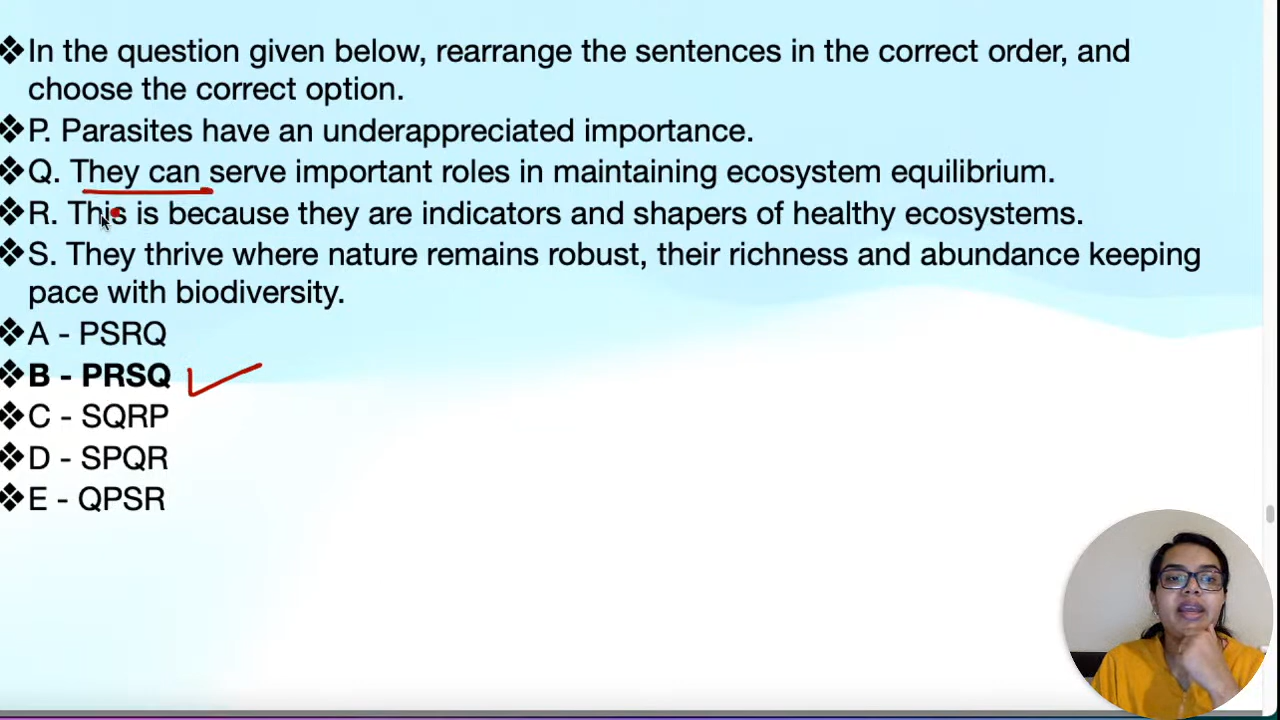 ❖In the question given below, rearrange the sentences in the correct order, and
choose the correct option.
❖P. Parasites have an underappreciated importance.
❖Q. They can serve important roles in maintaining ecosystem equilibrium.
❖R. This is because they are indicators and shapers of healthy ecosystems.
❖S. They thrive where nature remains robust, their richness and abundance keeping
pace with biodiversity.
❖A - PSRQ
❖B - PRSQ
❖C - SQRP
❖D - SPQR
❖E - QPSR